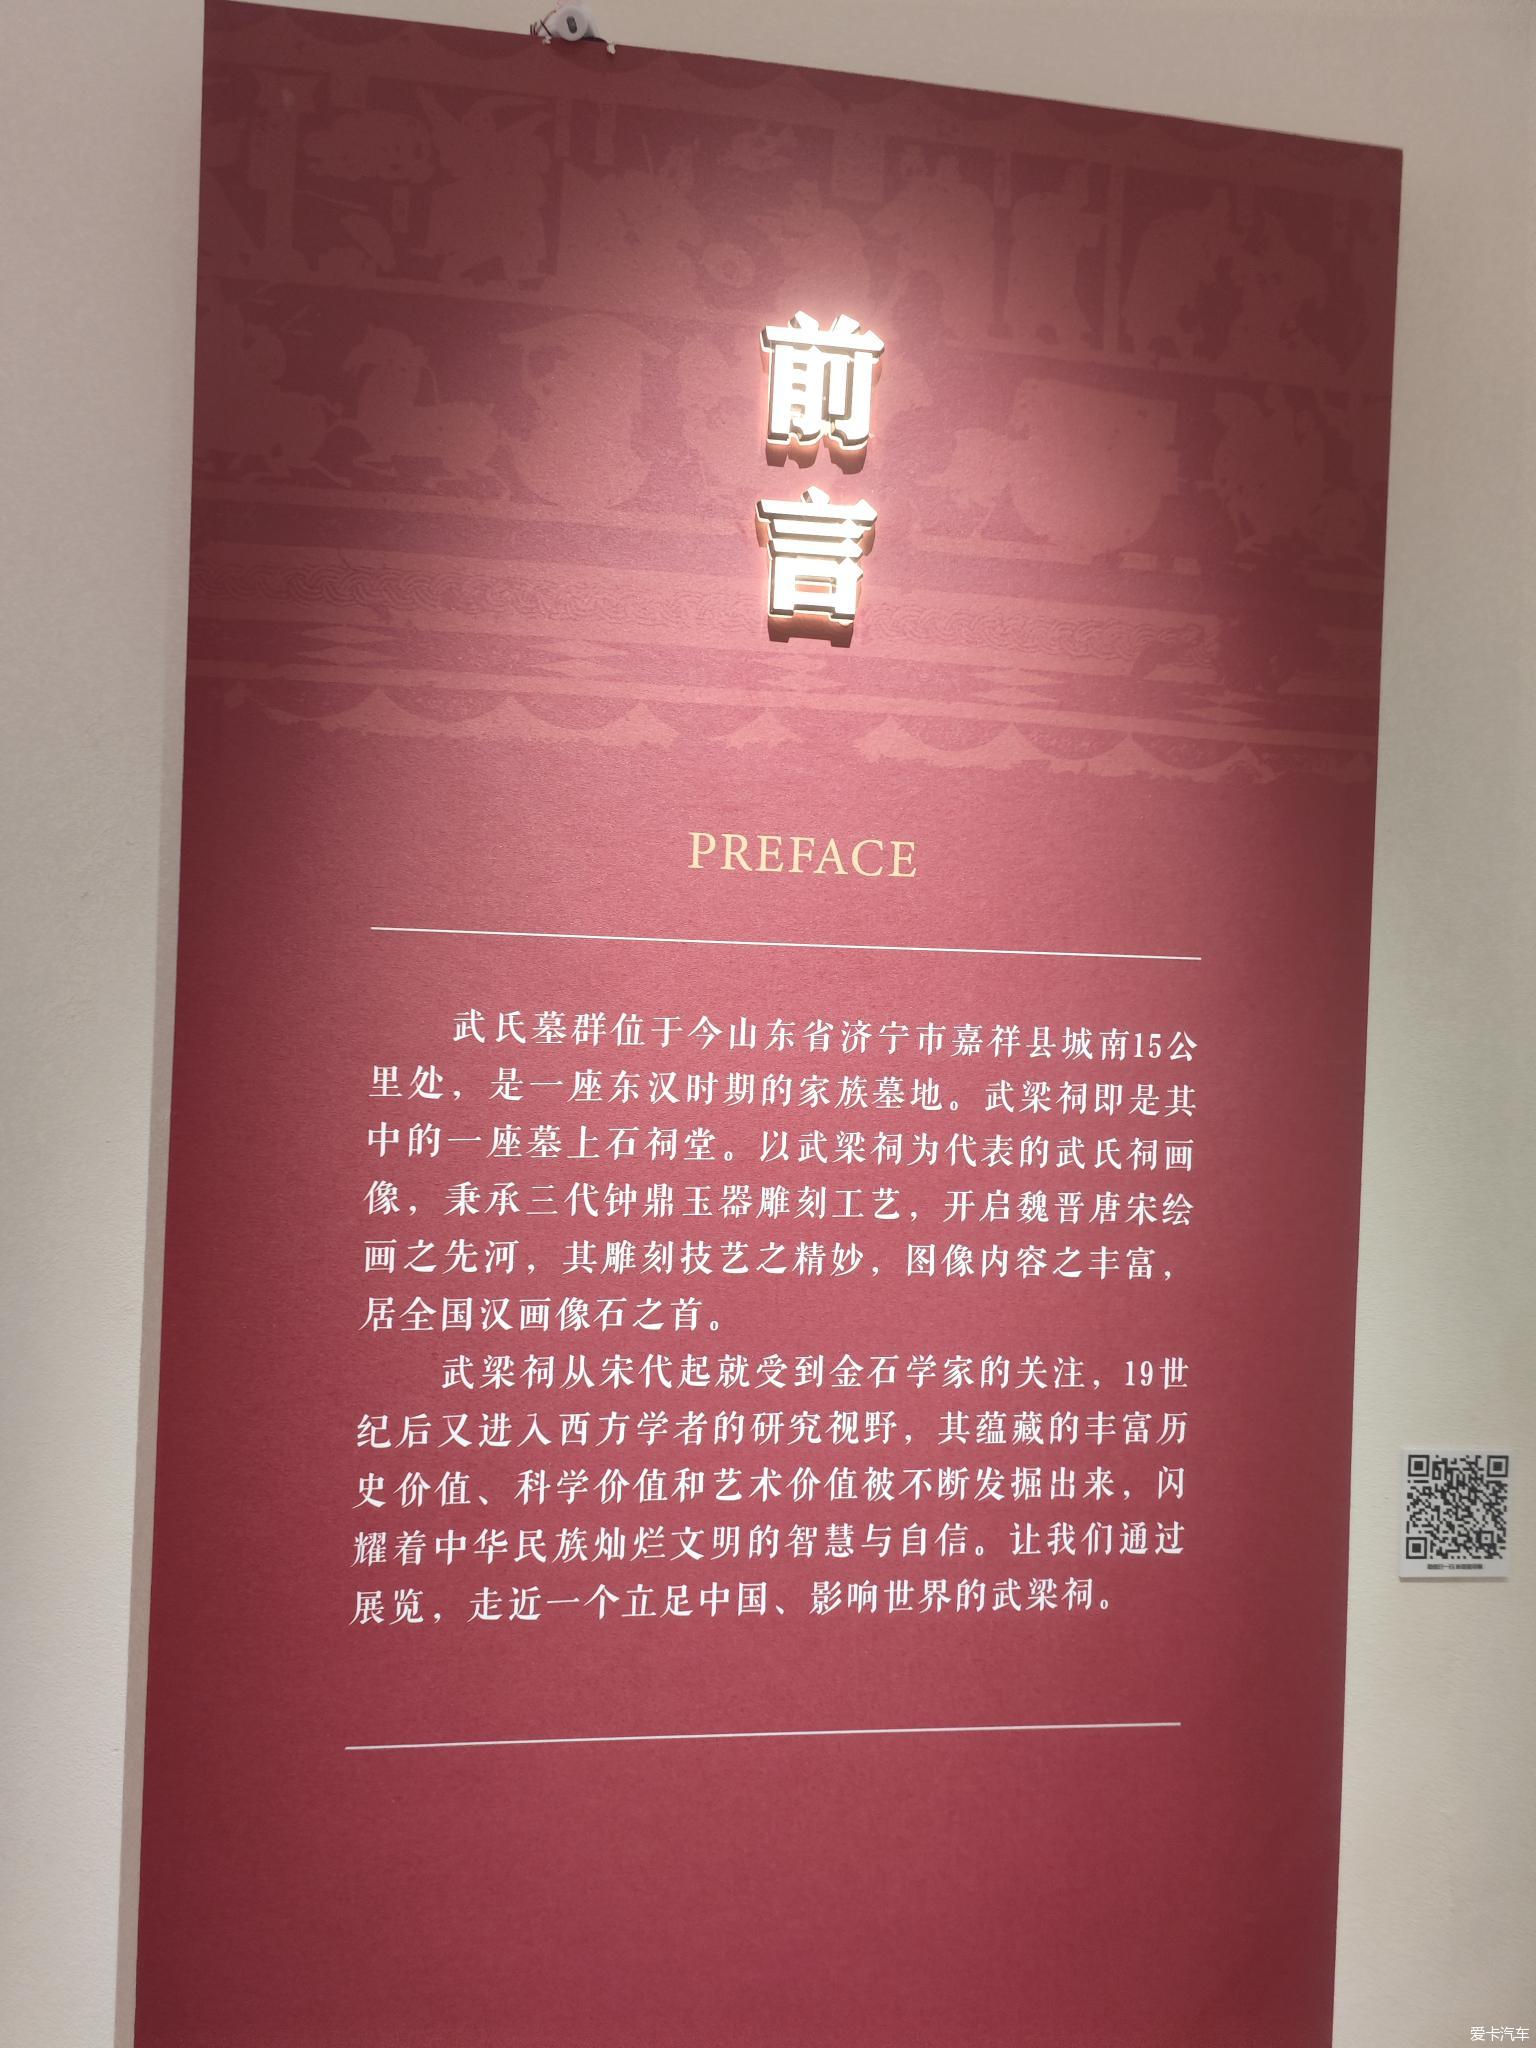 前言
PREFACE
武氏墓群位于今山东省济宁市嘉祥县城南15公
里处，是一座东汉时期的家族墓地。武梁祠即是其
中的一座墓上石祠堂。以武梁祠为代表的武氏祠画
像，秉承三代钟鼎玉器雕刻工艺，开启魏晋唐宋绘
画之先河，其雕刻技艺之精妙，图像内容之丰富，
居全国汉画像石之首。
武梁祠从宋代起就受到金石学家的关注，19世
纪后又进入西方学者的研究视野，其蕴藏的丰富历
史价值、科学价值和艺术价值被不断发掘出来，闪
耀着中华民族灿烂文明的智慧与自信。让我们通过
展览，走近一个立足中国、影响世界的武梁祠。
爱卡汽车